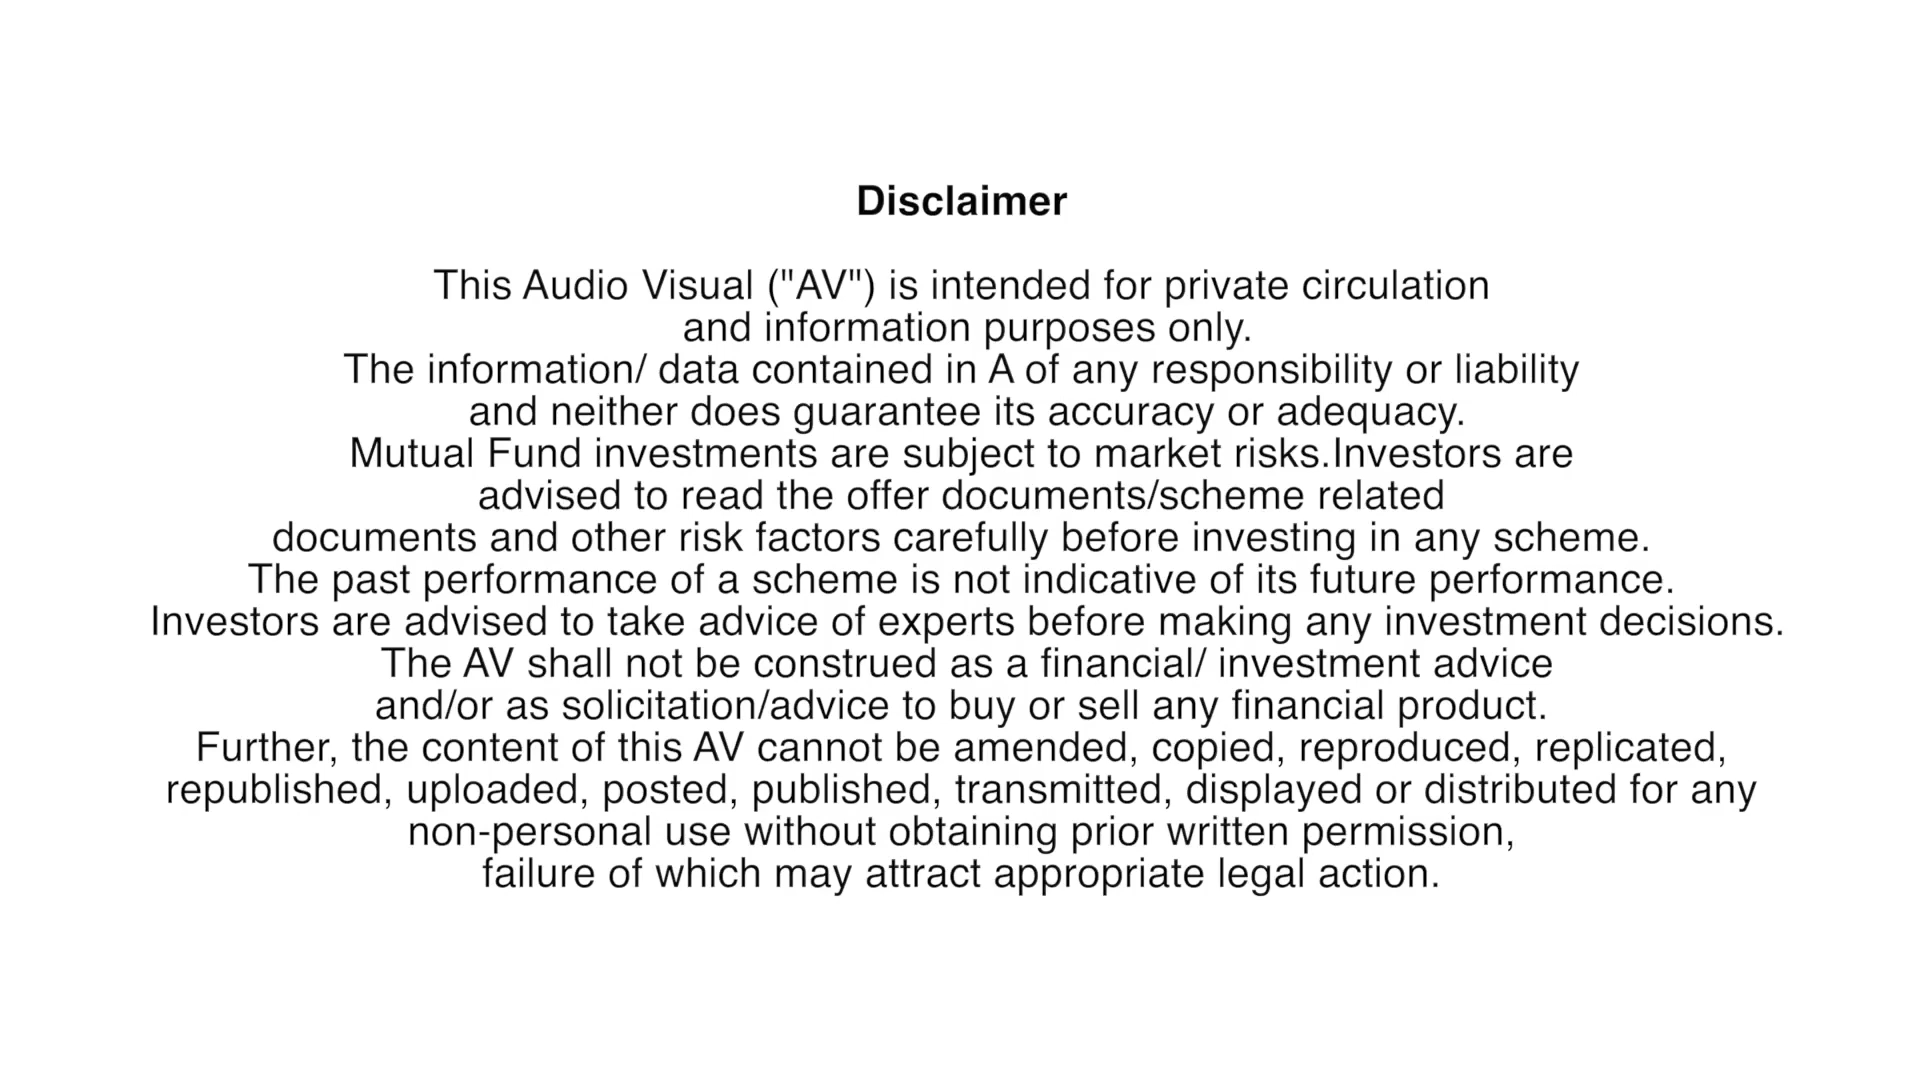 Disclaimer
This Audio Visual ("AV") is intended for private circulation
and information purposes only.
The information/ data contained in A of any responsibility or liability
and neither does guarantee its accuracy or adequacy.
Mutual Fund investments are subject to market risks.Investors are
advised to read the offer documents/scheme related
documents and other risk factors carefully before investing in any scheme.
The past performance of a scheme is not indicative of its future performance.
Investors are advised to take advice of experts before making any investment decisions.
The AV shall not be construed as a financial/ investment advice
and/or as solicitation/advice to buy or sell any financial product.
Further, the content of this AV cannot be amended, copied, reproduced, replicated,
republished, uploaded, posted, published, transmitted, displayed or distributed for any
non-personal use without obtaining prior written permission,
failure of which may attract appropriate legal action.